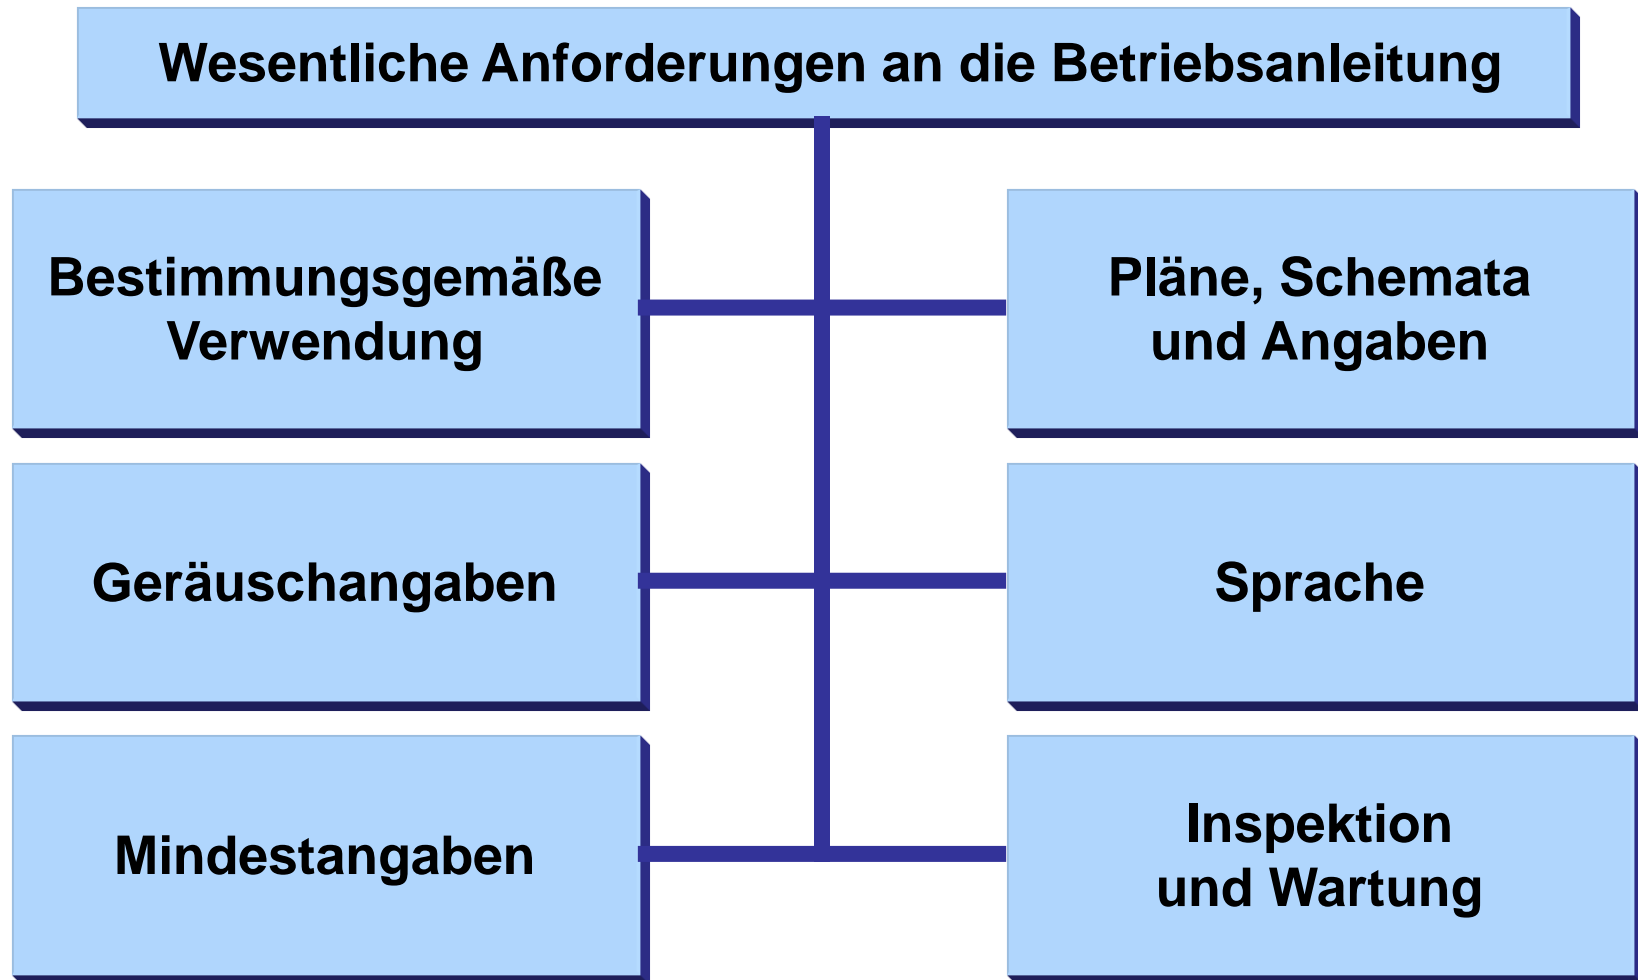 Wesentliche Anforderungen an die Betriebsanleitung
Bestimmungsgemäße
Verwendung
Pläne, Schemata
und Angaben
Geräuschangaben
Sprache
Mindestangaben
Inspektion
und Wartung